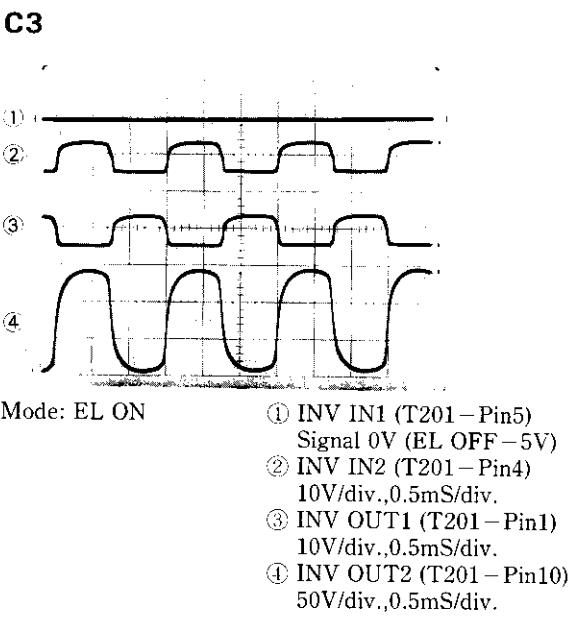 C3
①
②
③
④
Mode: EL ON
① INV IN1 (T201−Pin5)
Signal 0V (EL OFF−5V)
② INV IN2 (T201−Pin4)
10V/div.,0.5mS/div.
③ INV OUT1 (T201−Pin1)
10V/div.,0.5mS/div.
④ INV OUT2 (T201−Pin10)
50V/div.,0.5mS/div.